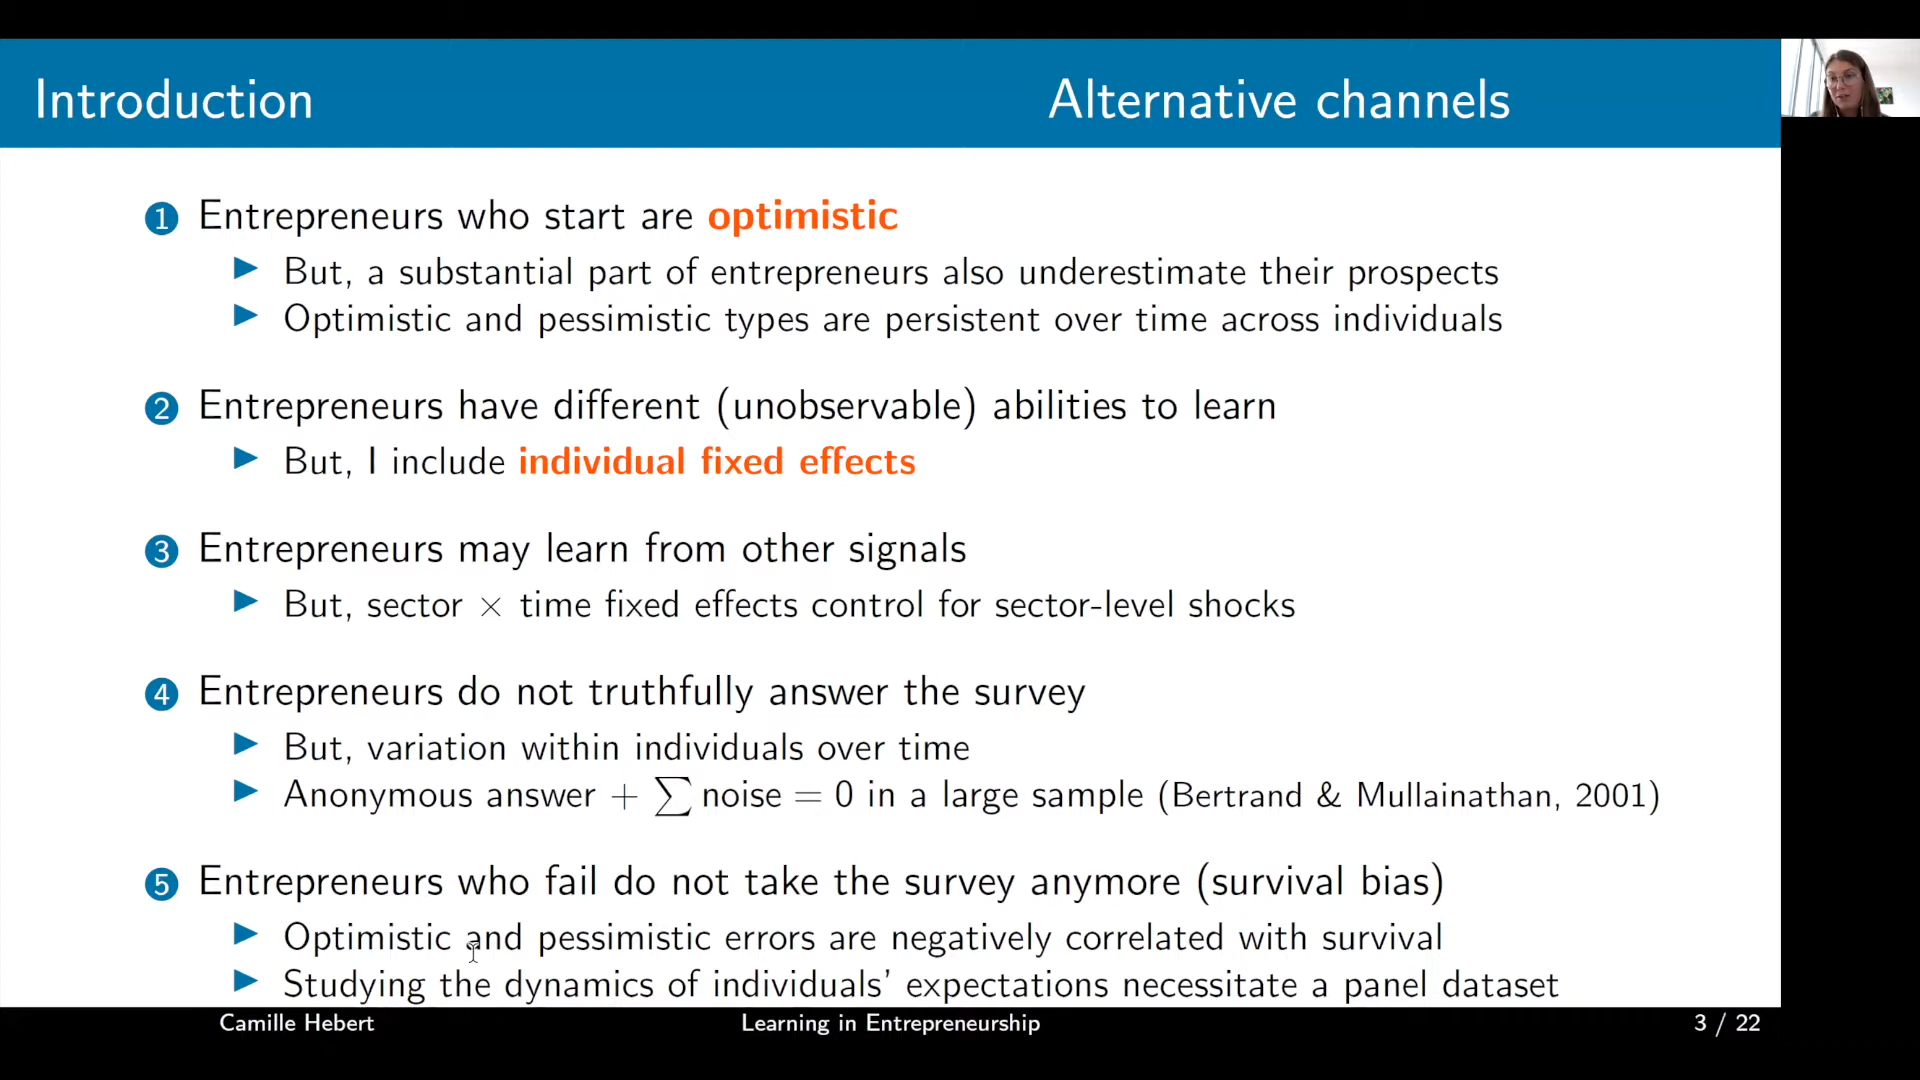 Introduction Alternative channels
1 Entrepreneurs who start are optimistic
But, a substantial part of entrepreneurs also underestimate their prospects
Optimistic and pessimistic types are persistent over time across individuals
2 Entrepreneurs have different (unobservable) abilities to learn
But, I include individual fixed effects
3 Entrepreneurs may learn from other signals
But, sector × time fixed effects control for sector-level shocks
4 Entrepreneurs do not truthfully answer the survey
But, variation within individuals over time
Anonymous answer + ∑ noise = 0 in a large sample (Bertrand & Mullainathan, 2001)
5 Entrepreneurs who fail do not take the survey anymore (survival bias)
Optimistic and pessimistic errors are negatively correlated with survival
Studying the dynamics of individuals' expectations necessitate a panel dataset
Camille Hebert Learning in Entrepreneurship 3 / 22